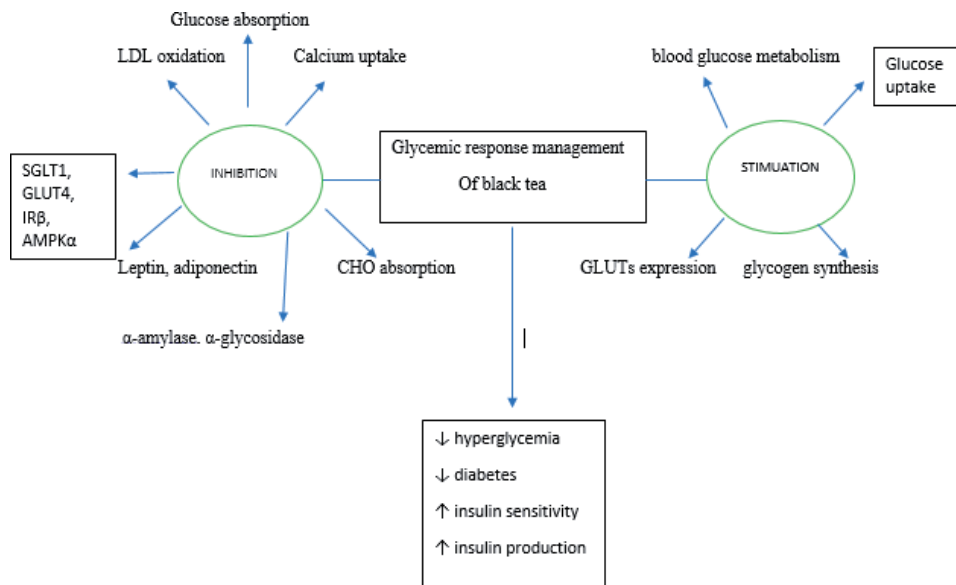 Glucose absorption
LDL oxidation
Calcium uptake
INHIBITION
SGLT1,
GLUT4,
IRβ,
AMPKα
Leptin, adiponectin
CHO absorption
α-amylase. α-glycosidase
Glycemic response management
Of black tea
blood glucose metabolism
Glucose
uptake
STIMUATION
GLUTs expression
glycogen synthesis
↓ hyperglycemia
↓ diabetes
↑ insulin sensitivity
↑ insulin production